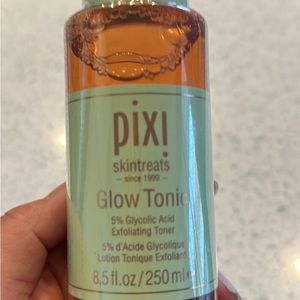 pixi
skintreats
— since 1999 —
Glow Tonic
5% Glycolic Acid
Exfoliating Toner
5% d'Acide Glycolique
Lotion Tonique Exfoliant
8.5 fl.oz/250 ml e